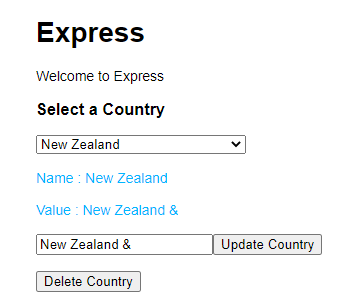 Express
Welcome to Express
Select a Country
New Zealand
Name : New Zealand
Value : New Zealand &
New Zealand & Update Country
Delete Country